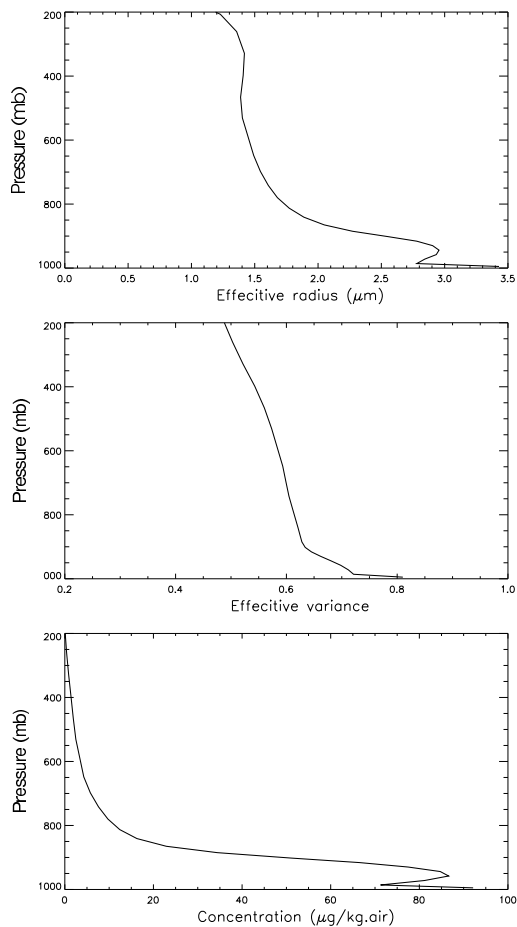 200
400
600
800
1000
Pressure (mb)
0.0 0.5 1.0 1.5 2.0 2.5 3.0 3.5
Effecitive radius (μm)
200
400
600
800
000
Pressure (mb)
0.2 0.4 0.6 0.8 1.0
Effecitive variance
200
400
600
800
1000
Pressure (mb)
0 20 40 60 80 100
Concentration (μg/kg.air)